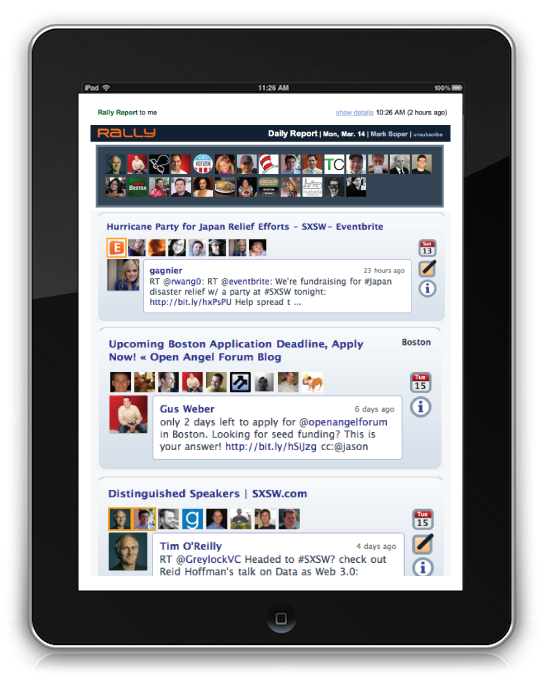 iPad 11:26 AM 100%
Rally Report to me show details 10:26 AM (2 hours ago)
RALLY Daily Report | Mon, Mar. 14 | Mark Soper | unsubscribe
TC
BOSTON
Hurricane Party for Japan Relief Efforts - SXSW- Eventbrite
E
Sun
13
gagnier 23 hours ago
RT @rwang0: RT @eventbrite: We're fundraising for #Japan
disaster relief w/ a party at #SXSW tonight:
http://bit.ly/hxPsPU Help spread t ...
i
Upcoming Boston Application Deadline, Apply Boston
Now! « Open Angel Forum Blog
Tue
15
Gus Weber 6 days ago
only 2 days left to apply for @openangelforum
in Boston. Looking for seed funding? This is
your answer! http://bit.ly/hSiJzg cc:@jason
i
Distinguished Speakers | SXSW.com
g
Tue
15
Tim O'Reilly 4 days ago
RT @GreylockVC Headed to #SXSW? check out
Reid Hoffman's talk on Data as Web 3.0:
i